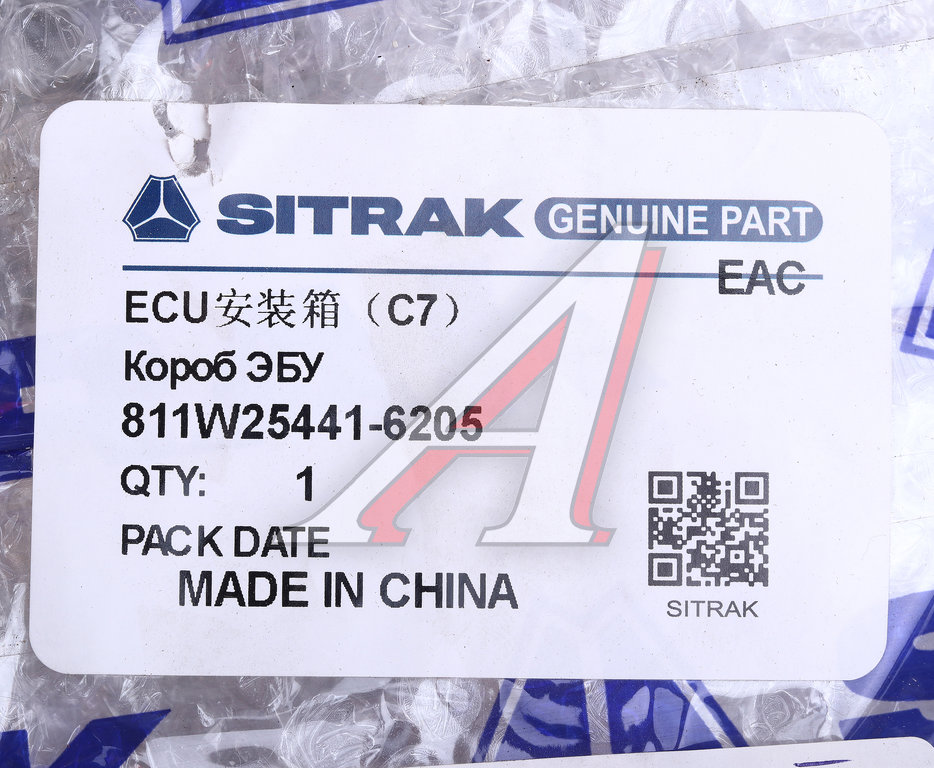 SITRAK GENUINE PART
EAC
ECU安装箱（C7）
Короб ЭБУ
811W25441-6205
QTY: 1
PACK DATE
MADE IN CHINA
SITRAK